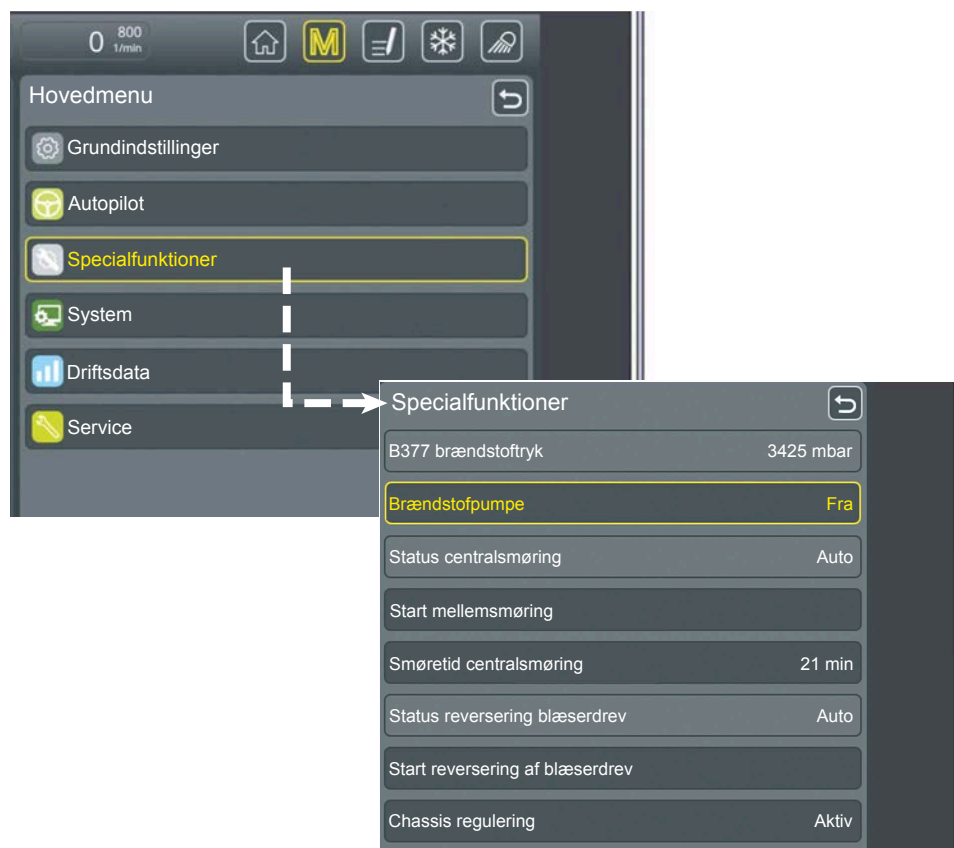 0 800 1/min
M
Hovedmenu
Grundindstillinger
Autopilot
Specialfunktioner
System
Driftsdata
Service
Specialfunktioner
B377 brændstoftryk 3425 mbar
Brændstofpumpe Fra
Status centralsmøring Auto
Start mellemsmøring
Smøretid centralsmøring 21 min
Status reversering blæserdrev Auto
Start reversering af blæserdrev
Chassis regulering Aktiv